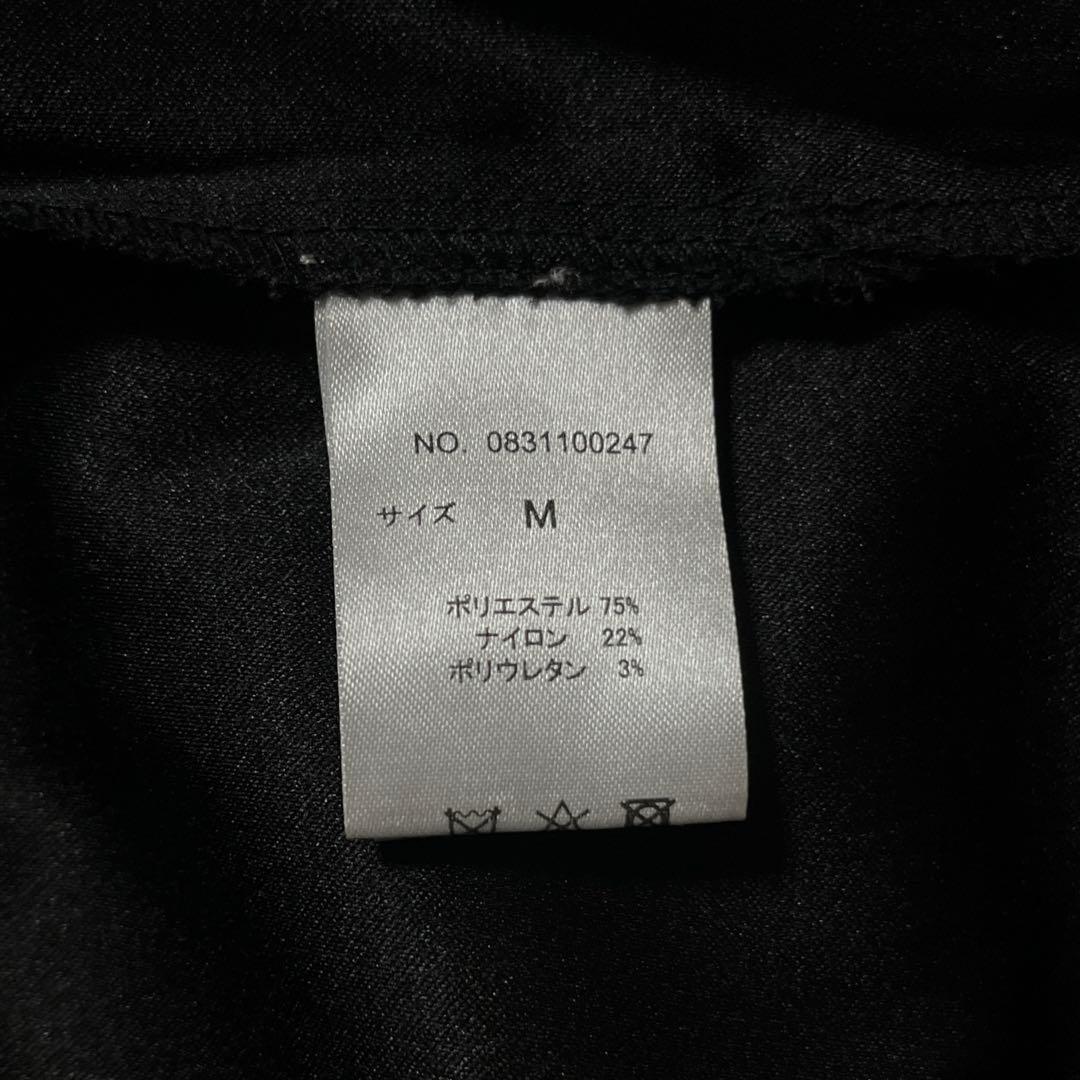 NO. 0831100247
サイズ M
ポリエステル 75%
ナイロン 22%
ポリウレタン 3%